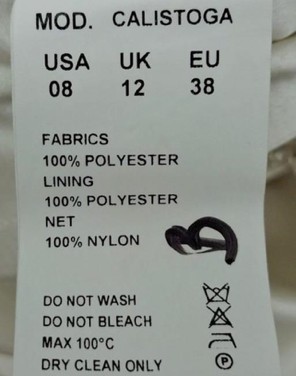 MOD. CALISTOGA
USA UK EU
08 12 38
FABRICS
100% POLYESTER
LINING
100% POLYESTER
NET
100% NYLON
DO NOT WASH
DO NOT BLEACH
MAX 100°C
DRY CLEAN ONLY P